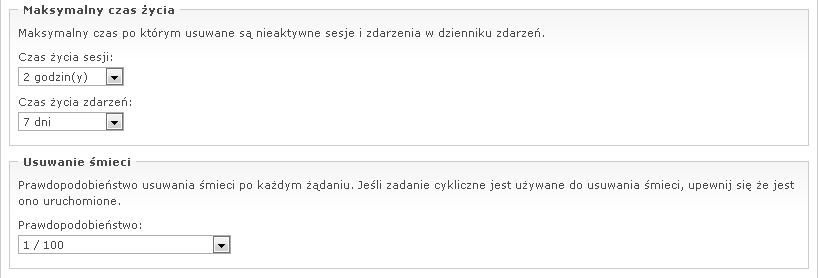 Maksymalny czas życia
Maksymalny czas po którym usuwane są nieaktywne sesje i zdarzenia w dzienniku zdarzeń.
Czas życia sesji:
2 godzin(y)
Czas życia zdarzeń:
7 dni
Usuwanie śmieci
Prawdopodobieństwo usuwania śmieci po każdym żądaniu. Jeśli zadanie cykliczne jest używane do usuwania śmieci, upewnij się że jest
ono uruchomione.
Prawdopodobieństwo:
1 / 100